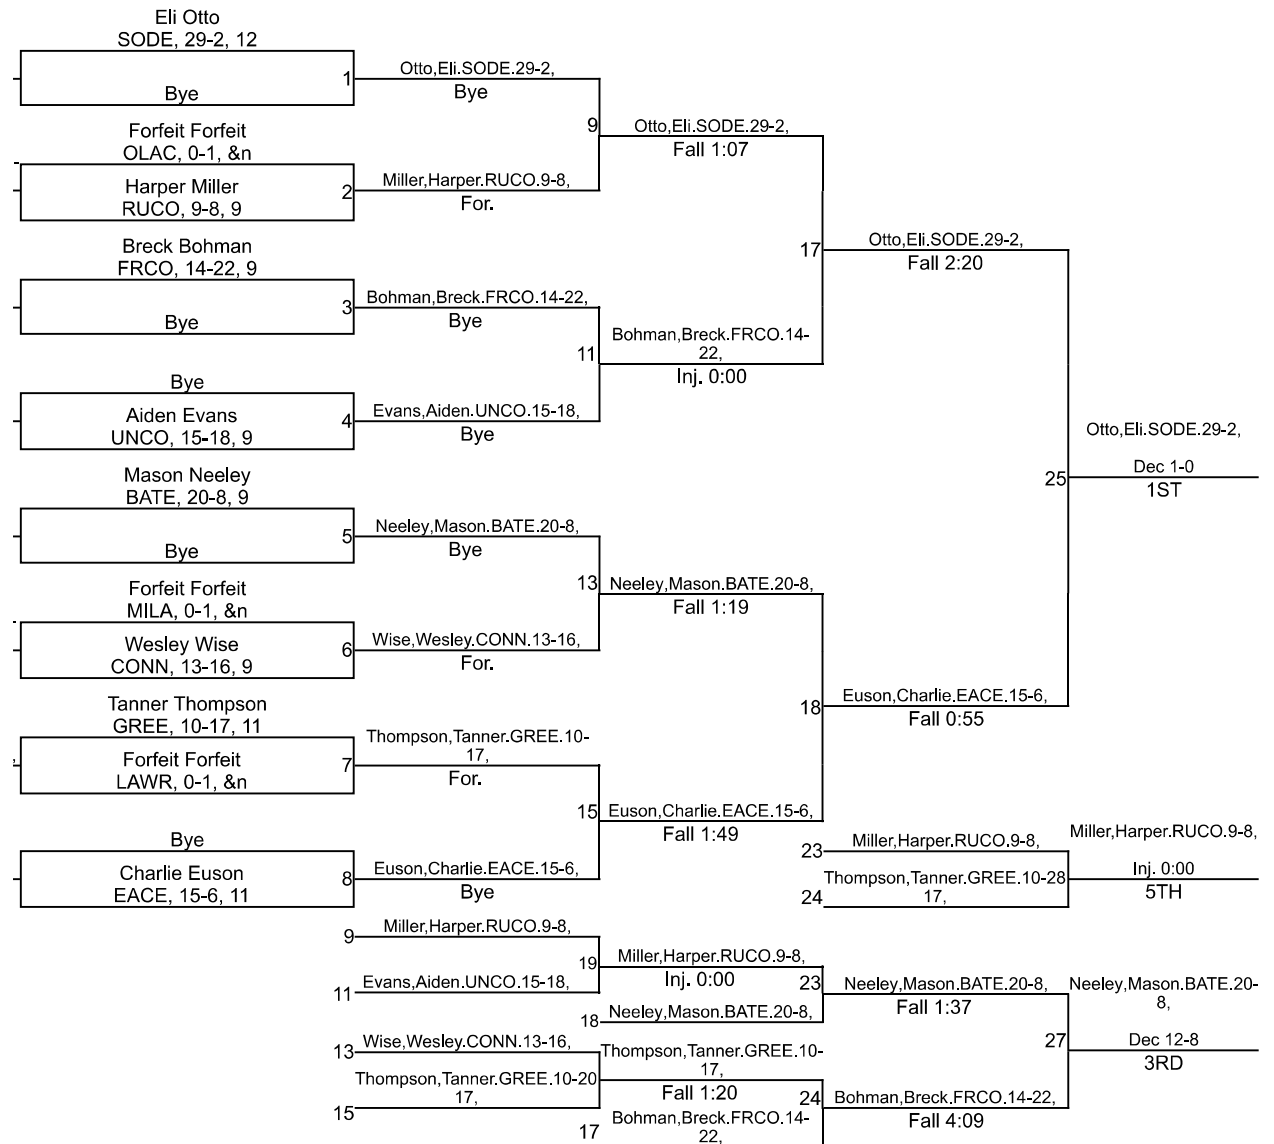 Eli Otto
SODE, 29-2, 12
Bye
1
Otto,Eli.SODE.29-2,
Bye
Forfeit Forfeit
OLAC, 0-1, &n
Harper Miller
RUCO, 9-8, 9
2
Miller,Harper.RUCO.9-8,
For.
9
Otto,Eli.SODE.29-2,
Fall 1:07
Breck Bohman
FRCO, 14-22, 9
Bye
3
Bohman,Breck.FRCO.14-22,
Bye
Bye
Aiden Evans
UNCO, 15-18, 9
4
Evans,Aiden.UNCO.15-18,
Bye
11
Bohman,Breck.FRCO.14-
22,
Inj. 0:00
17
Otto,Eli.SODE.29-2,
Fall 2:20
Mason Neeley
BATE, 20-8, 9
Bye
5
Neeley,Mason.BATE.20-8,
Bye
Forfeit Forfeit
MILA, 0-1, &n
Wesley Wise
CONN, 13-16, 9
6
Wise,Wesley.CONN.13-16,
For.
13
Neeley,Mason.BATE.20-8,
Fall 1:19
Tanner Thompson
GREE, 10-17, 11
Forfeit Forfeit
LAWR, 0-1, &n
7
Thompson,Tanner.GREE.10-
17,
For.
Bye
Charlie Euson
EACE, 15-6, 11
8
Euson,Charlie.EACE.15-6,
Bye
15
Euson,Charlie.EACE.15-6,
Fall 1:49
18
Euson,Charlie.EACE.15-6,
Fall 0:55
25
Otto,Eli.SODE.29-2,
Dec 1-0
1ST
23
Miller,Harper.RUCO.9-8,
24
Thompson,Tanner.GREE.10-28
17,
Miller,Harper.RUCO.9-8,
Inj. 0:00
5TH
9
Miller,Harper.RUCO.9-8,
11
Evans,Aiden.UNCO.15-18,
19
Miller,Harper.RUCO.9-8,
Inj. 0:00
18
Neeley,Mason.BATE.20-8,
23
Neeley,Mason.BATE.20-8,
Fall 1:37
13
Wise,Wesley.CONN.13-16,
Thompson,Tanner.GREE.10-20
17,
15
Thompson,Tanner.GREE.10-
17,
Fall 1:20
17
Bohman,Breck.FRCO.14-
22,
24
Bohman,Breck.FRCO.14-22,
Fall 4:09
27
Neeley,Mason.BATE.20-
8,
Dec 12-8
3RD